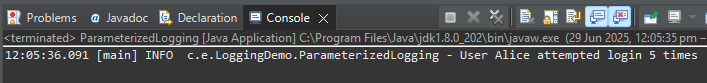 Problems Javadoc Declaration Console
<terminated> ParameterizedLogging [Java Application] C:\Program Files\Java\jdk1.8.0_202\bin\javaw.exe (29 Jun 2025, 12:05:35 pm –
12:05:36.091 [main] INFO  c.e.LoggingDemo.ParameterizedLogging - User Alice attempted login 5 times